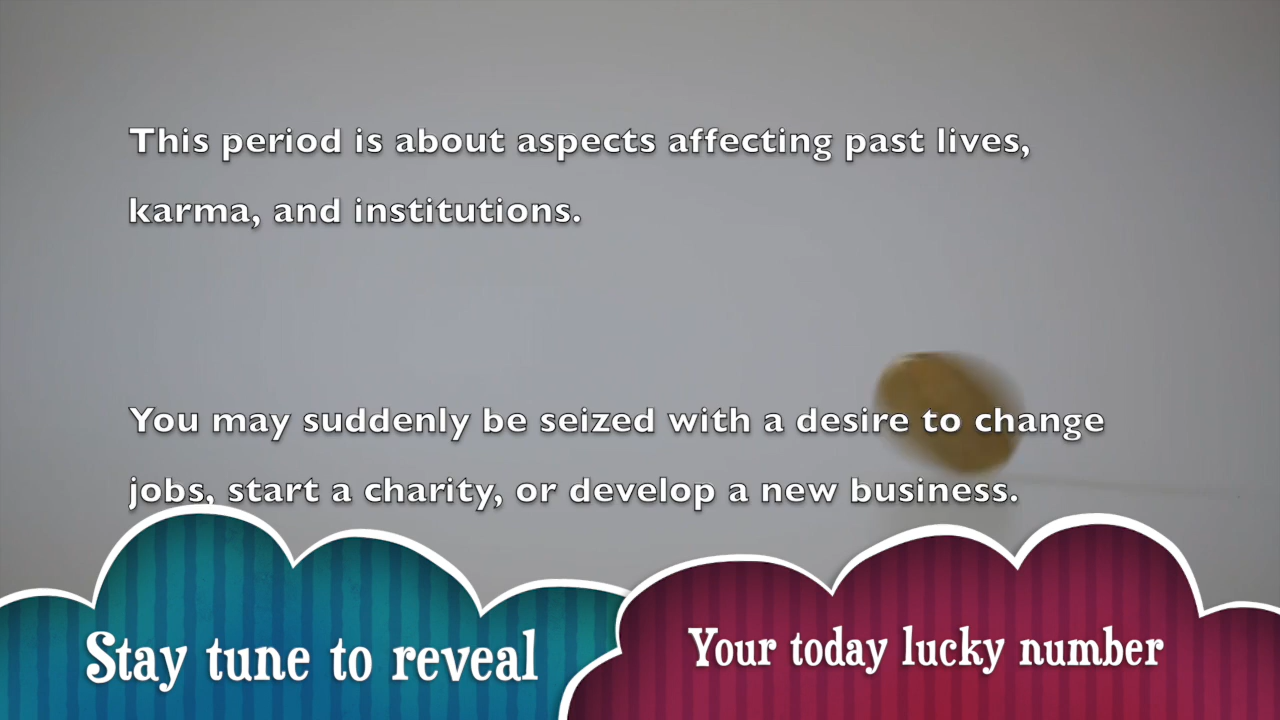 This period is about aspects affecting past lives,
karma, and institutions.
You may suddenly be seized with a desire to change
jobs, start a charity, or develop a new business.
Stay tune to reveal
Your today lucky number